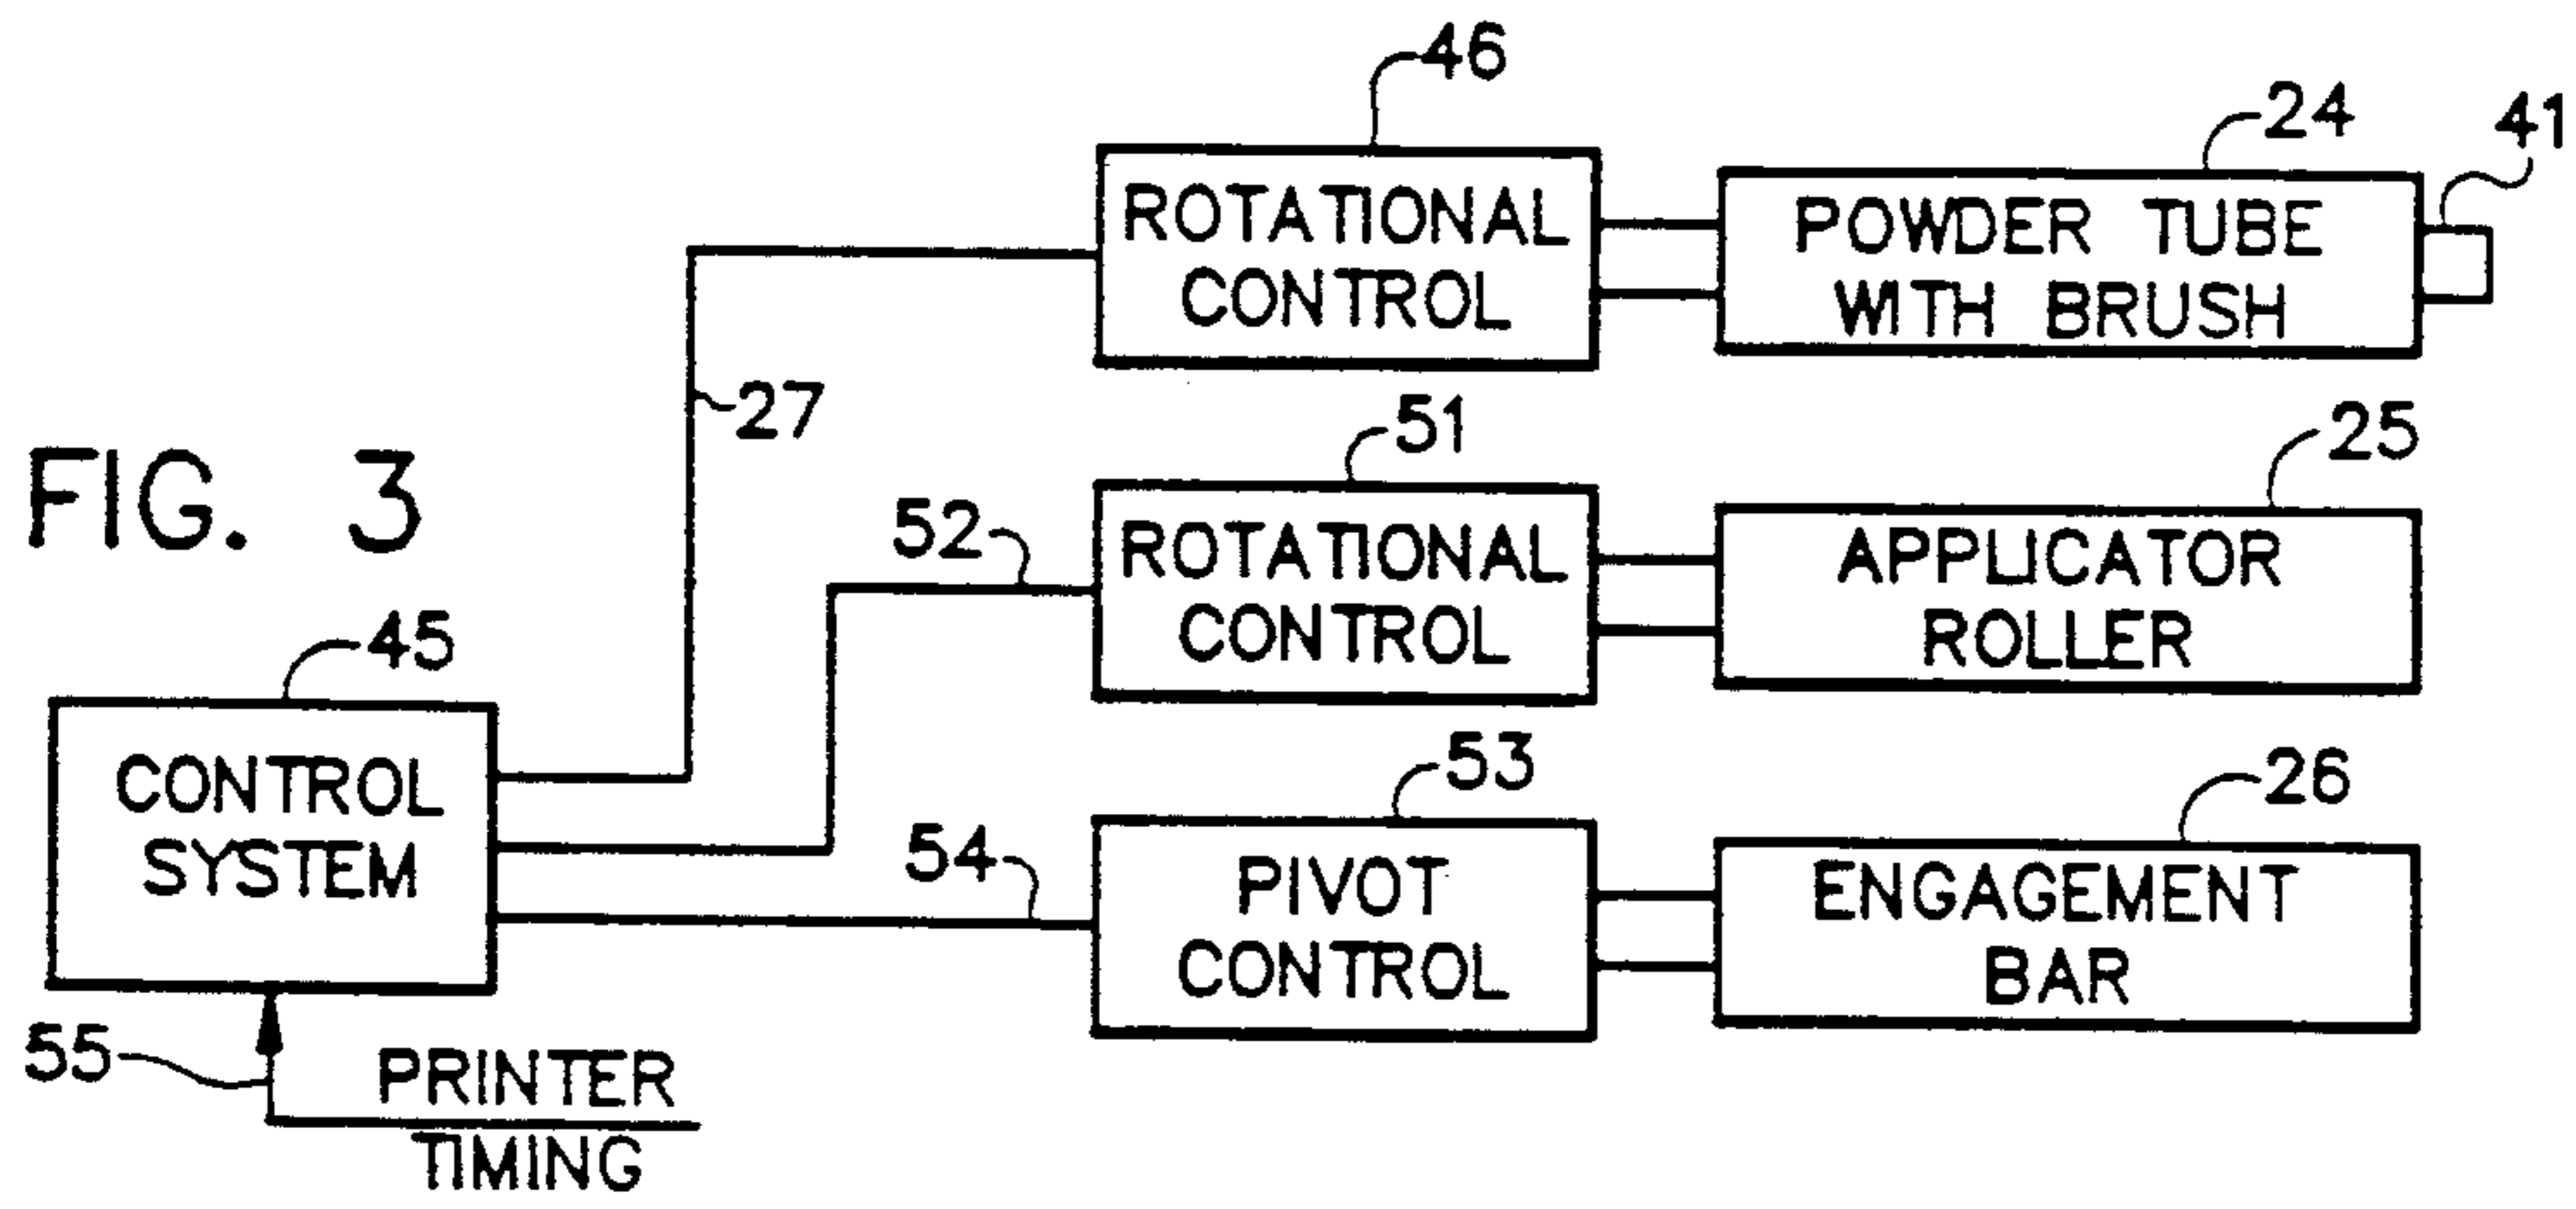 46
24
41
ROTATIONAL
CONTROL
POWDER TUBE
WITH BRUSH
27
FIG. 3
51
25
52
ROTATIONAL
CONTROL
APPLICATOR
ROLLER
45
CONTROL
SYSTEM
53
26
54
PIVOT
CONTROL
ENGAGEMENT
BAR
55
PRINTER
TIMING